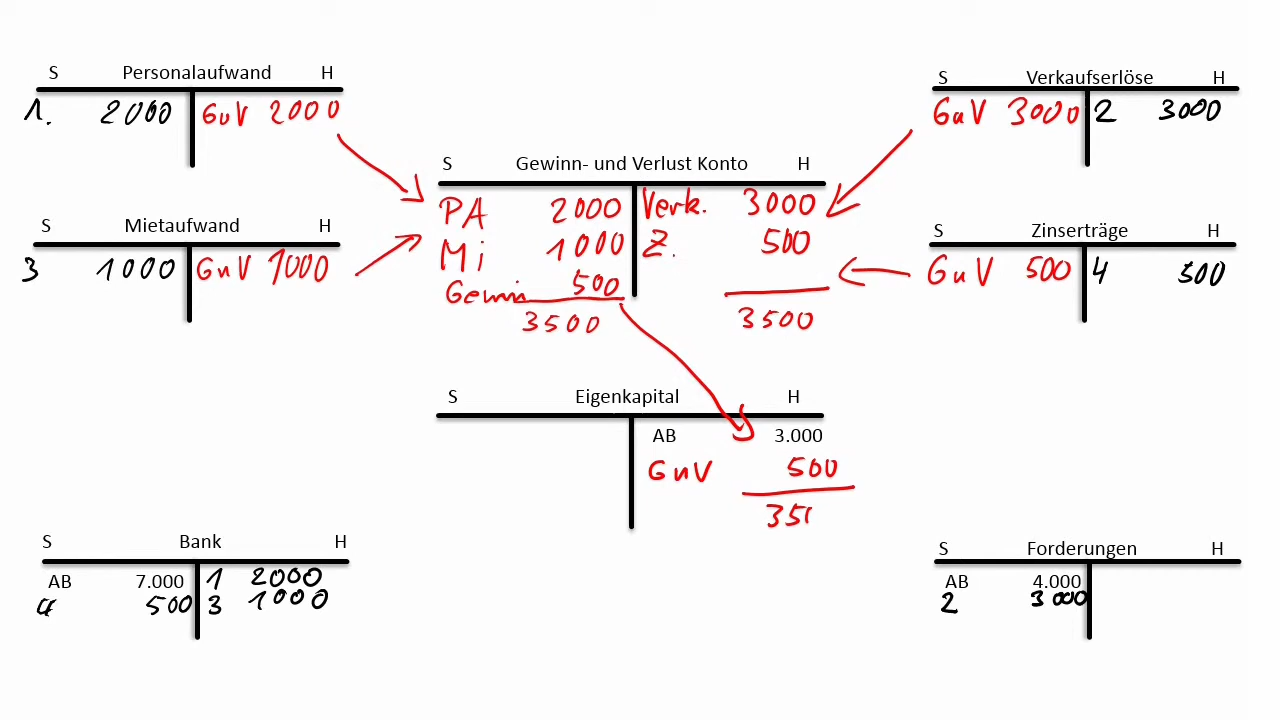 S Personalaufwand H
1. 2000 GuV 2000
S Verkaufserlöse H
GuV 3000 2 3000
S Gewinn- und Verlust Konto H
PA 2000 Verk. 3000
Mi 1000 Z. 500
Gewinn 500
3500 3500
S Mietaufwand H
3 1000 GuV 1000
S Zinserträge H
GuV 500 4 500
S Eigenkapital H
AB 3.000
GuV 500
350
S Bank H
AB 7.000 1 2000
4 500 3 1000
S Forderungen H
AB 4.000
2 3000